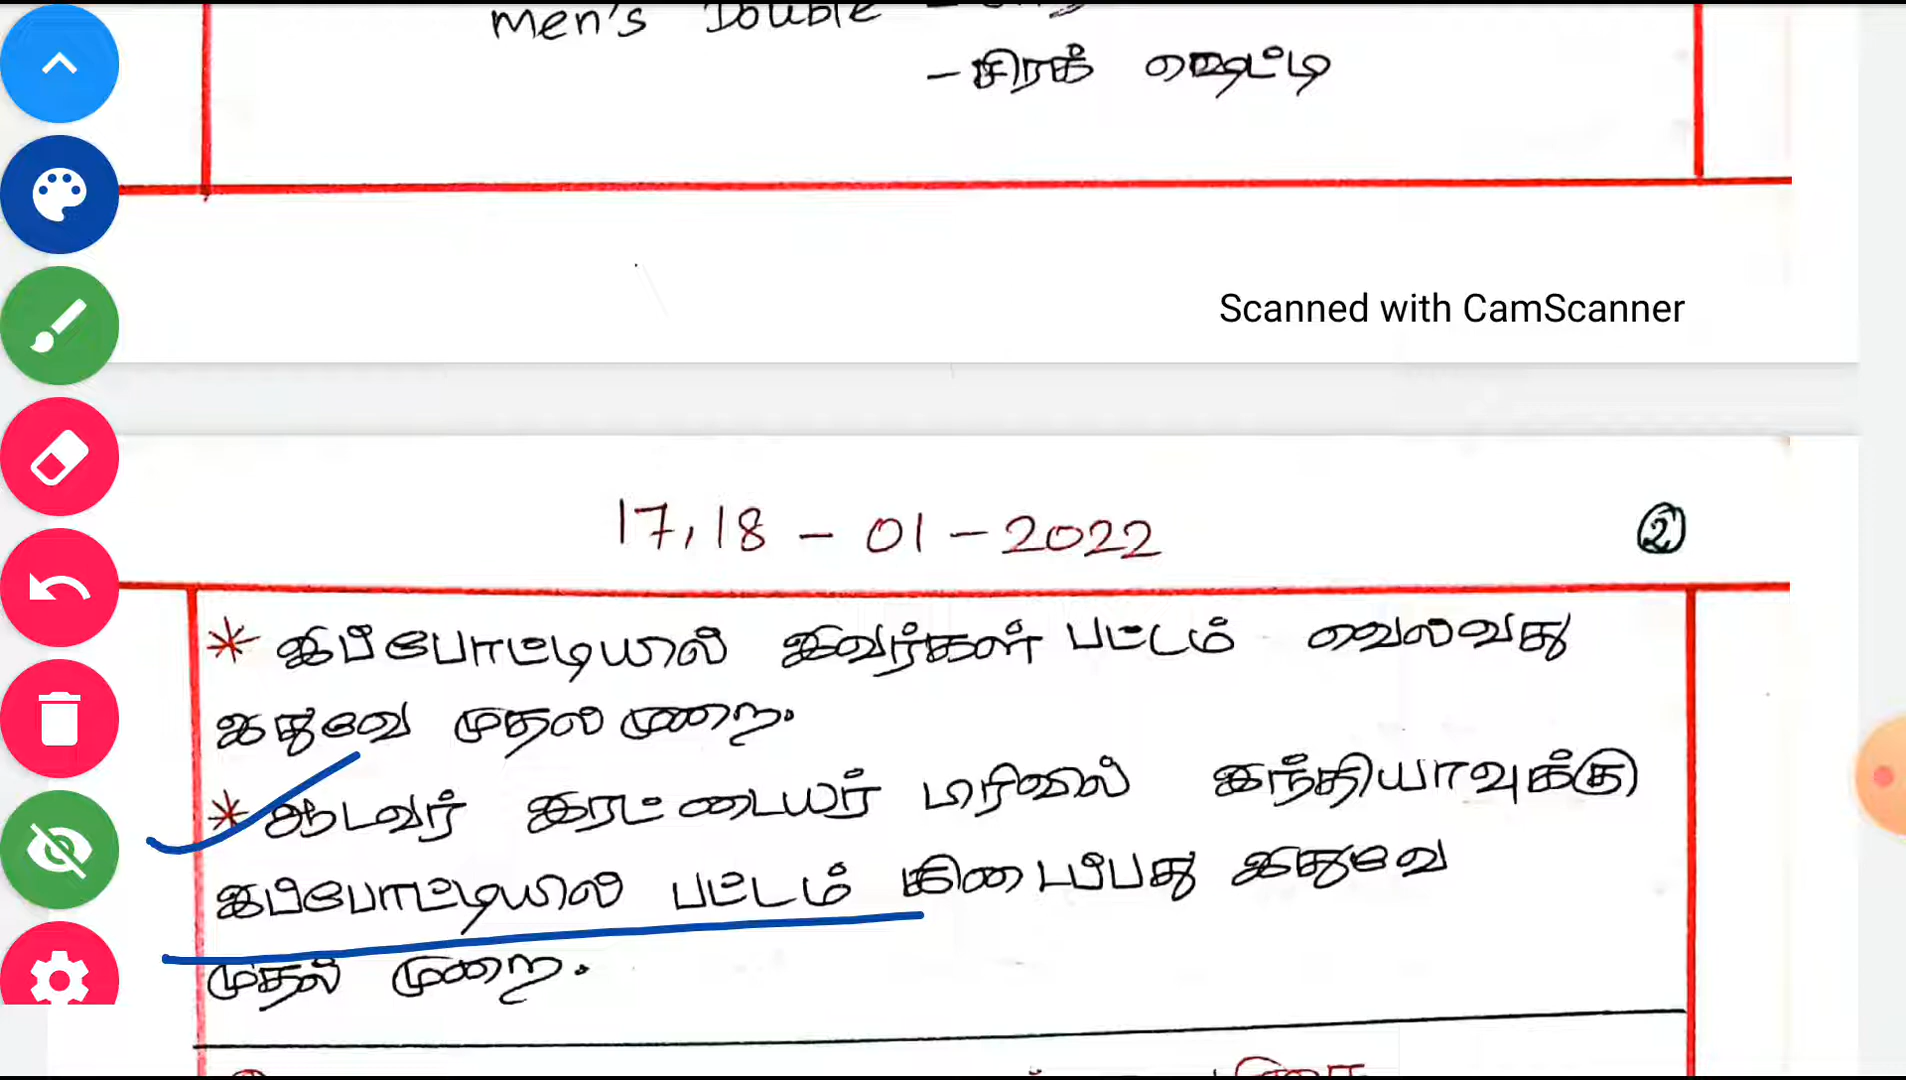 men's Double -
- சிராக் ஷெட்டி
Scanned with CamScanner
17,18 - 01 - 2022
2
* இப்போட்டியில் இவர்கள் பட்டம் வெல்வது
இதுவே முதல் முறை.
* ஆடவர் இரட்டையர் பிரிவில் இந்தியாவுக்கு
இப்போட்டியில் பட்டம் கிடைப்பது இதுவே
முதல் முறை.